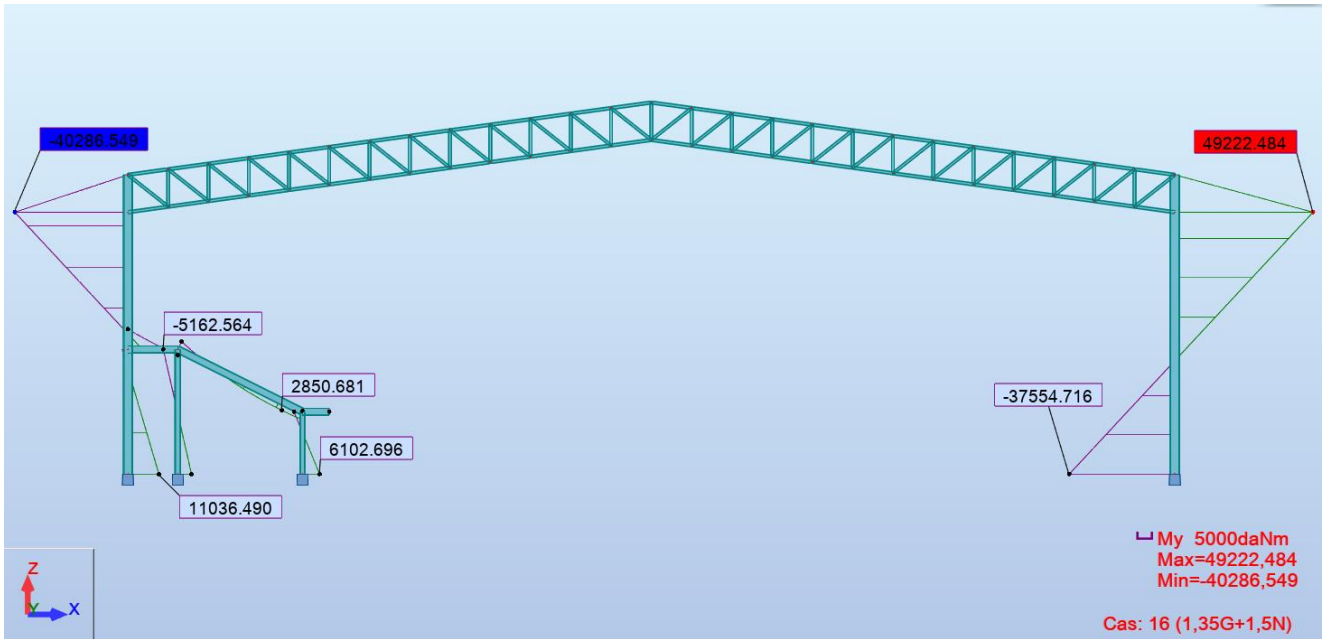 -40286.549
49222.484
-5162.564
2850.681
-37554.716
6102.696
11036.490
My 5000daNm
Max=49222,484
Min=-40286,549
Z
Y X
Cas: 16 (1,35G+1,5N)